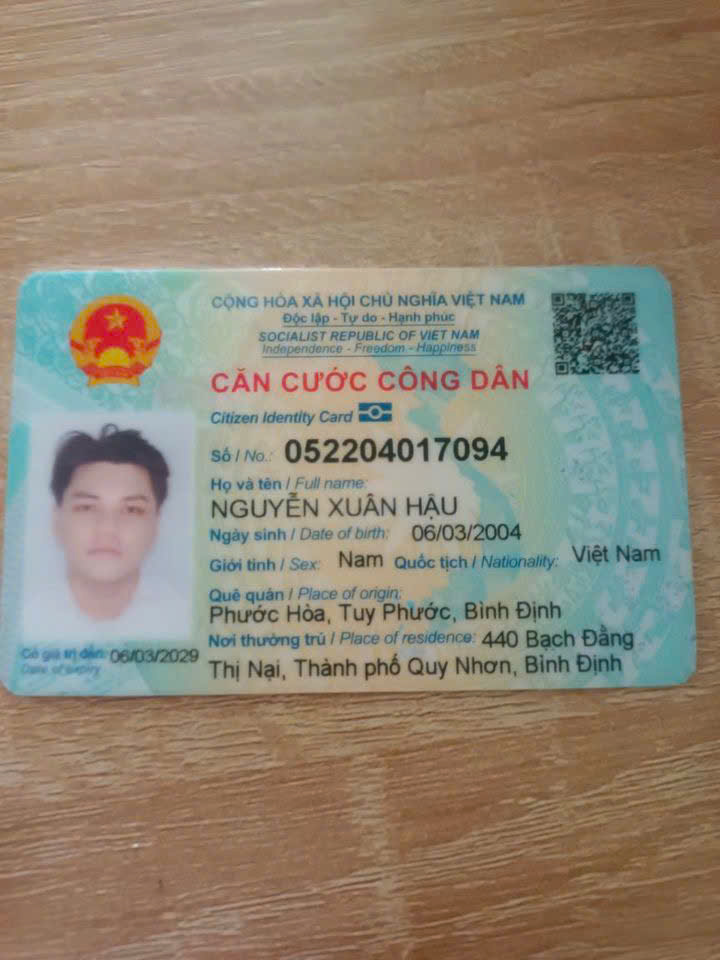 CỘNG HÒA XÃ HỘI CHỦ NGHĨA VIỆT NAM
Độc lập - Tự do - Hạnh phúc
SOCIALIST REPUBLIC OF VIET NAM
Independence - Freedom - Happiness
CĂN CƯỚC CÔNG DÂN
Citizen Identity Card
Số / No.: 052204017094
Họ và tên / Full name:
NGUYỄN XUÂN HẬU
Ngày sinh / Date of birth: 06/03/2004
Giới tính / Sex: Nam Quốc tịch / Nationality: Việt Nam
Quê quán / Place of origin:
Phước Hòa, Tuy Phước, Bình Định
Nơi thường trú / Place of residence: 440 Bạch Đằng
Thị Nại, Thành phố Quy Nhơn, Bình Định
Có giá trị đến: 06/03/2029
Date of expiry